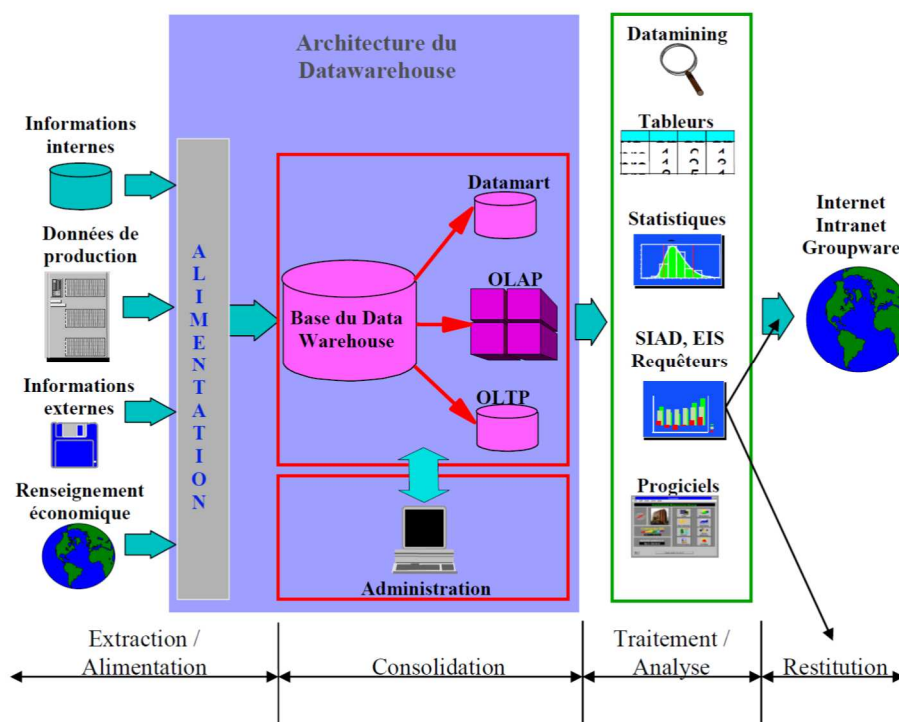 Architecture du
Datawarehouse
Informations
internes
Données de
production
Informations
externes
Renseignement
économique
ALIMENTATION
Base du Data
Warehouse
Datamart
OLAP
OLTP
Administration
Datamining
Tableurs
Statistiques
SIAD, EIS
Requêteurs
Progiciels
Internet
Intranet
Groupware
Extraction /
Alimentation
Consolidation
Traitement /
Analyse
Restitution